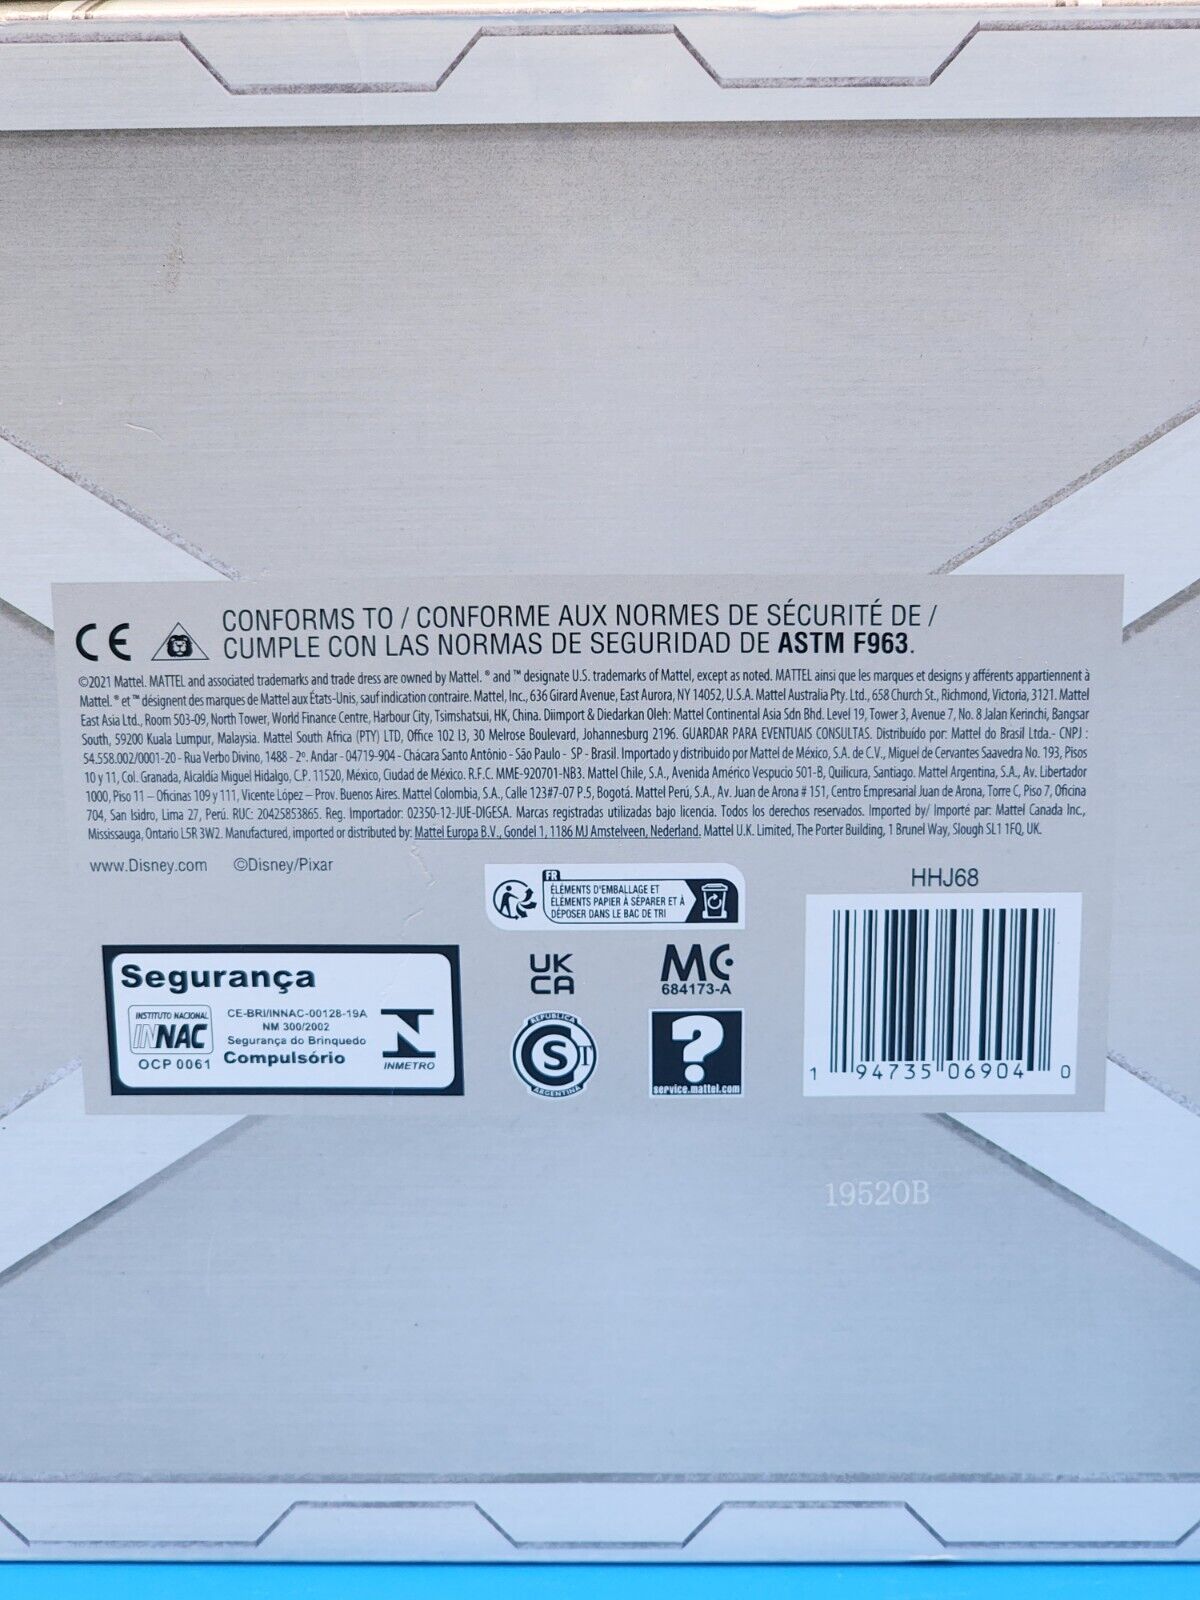 CE
CONFORMS TO / CONFORME AUX NORMES DE SÉCURITÉ DE /
CUMPLE CON LAS NORMAS DE SEGURIDAD DE ASTM F963.
©2021 Mattel. MATTEL and associated trademarks and trade dress are owned by Mattel. ® and ™ designate U.S. trademarks of Mattel, except as noted. MATTEL ainsi que les marques et designs y afférents appartiennent à
Mattel. ® et ™ désignent des marques de Mattel aux États-Unis, sauf indication contraire. Mattel, Inc., 636 Girard Avenue, East Aurora, NY 14052, U.S.A. Mattel Australia Pty. Ltd., 658 Church St., Richmond, Victoria, 3121. Mattel
East Asia Ltd., Room 503-09, North Tower, World Finance Centre, Harbour City, Tsimshatsui, HK, China. Diimport & Diedarkan Oleh: Mattel Continental Asia Sdn Bhd. Level 19, Tower 3, Avenue 7, No. 8 Jalan Kerinchi, Bangsar
South, 59200 Kuala Lumpur, Malaysia. Mattel South Africa (PTY) LTD, Office 102 I3, 30 Melrose Boulevard, Johannesburg 2196. GUARDAR PARA EVENTUAIS CONSULTAS. Distribuído por: Mattel do Brasil Ltda.- CNPJ :
54.558.002/0001-20 - Rua Verbo Divino, 1488 - 2º. Andar - 04719-904 - Chácara Santo Antônio - São Paulo - SP - Brasil. Importado y distribuido por Mattel de México, S.A. de C.V., Miguel de Cervantes Saavedra No. 193, Pisos
10 y 11, Col. Granada, Alcaldía Miguel Hidalgo, C.P. 11520, México, Ciudad de México. R.F.C. MME-920701-NB3. Mattel Chile, S.A., Avenida Américo Vespucio 501-B, Quilicura, Santiago. Mattel Argentina, S.A., Av. Libertador
1000, Piso 11 – Oficinas 109 y 111, Vicente López – Prov. Buenos Aires. Mattel Colombia, S.A., Calle 123#7-07 P.5, Bogotá. Mattel Perú, S.A., Av. Juan de Arona # 151, Centro Empresarial Juan de Arona, Torre C, Piso 7, Oficina
704, San Isidro, Lima 27, Perú. RUC: 20425853865. Reg. Importador: 02350-12-JUE-DIGESA. Marcas registradas utilizadas bajo licencia. Todos los derechos reservados. Imported by/ Importé par: Mattel Canada Inc.,
Mississauga, Ontario L5R 3W2. Manufactured, imported or distributed by: Mattel Europa B.V., Gondel 1, 1186 MJ Amstelveen, Nederland. Mattel U.K. Limited, The Porter Building, 1 Brunel Way, Slough SL1 1FQ, UK.
www.Disney.com ©Disney/Pixar
FR
ÉLÉMENTS D'EMBALLAGE ET
ÉLÉMENTS PAPIER À SÉPARER ET À
DÉPOSER DANS LE BAC DE TRI
HHJ68
Segurança
INSTITUTO NACIONAL
INNAC
OCP 0061
CE-BRI/INNAC-00128-19A
NM 300/2002
Segurança do Brinquedo
Compulsório
INMETRO
UK
CA
MC
684173-A
REPUBLICA
S T
ARGENTINA
?
service.mattel.com
1 94735 06904 0
19520B